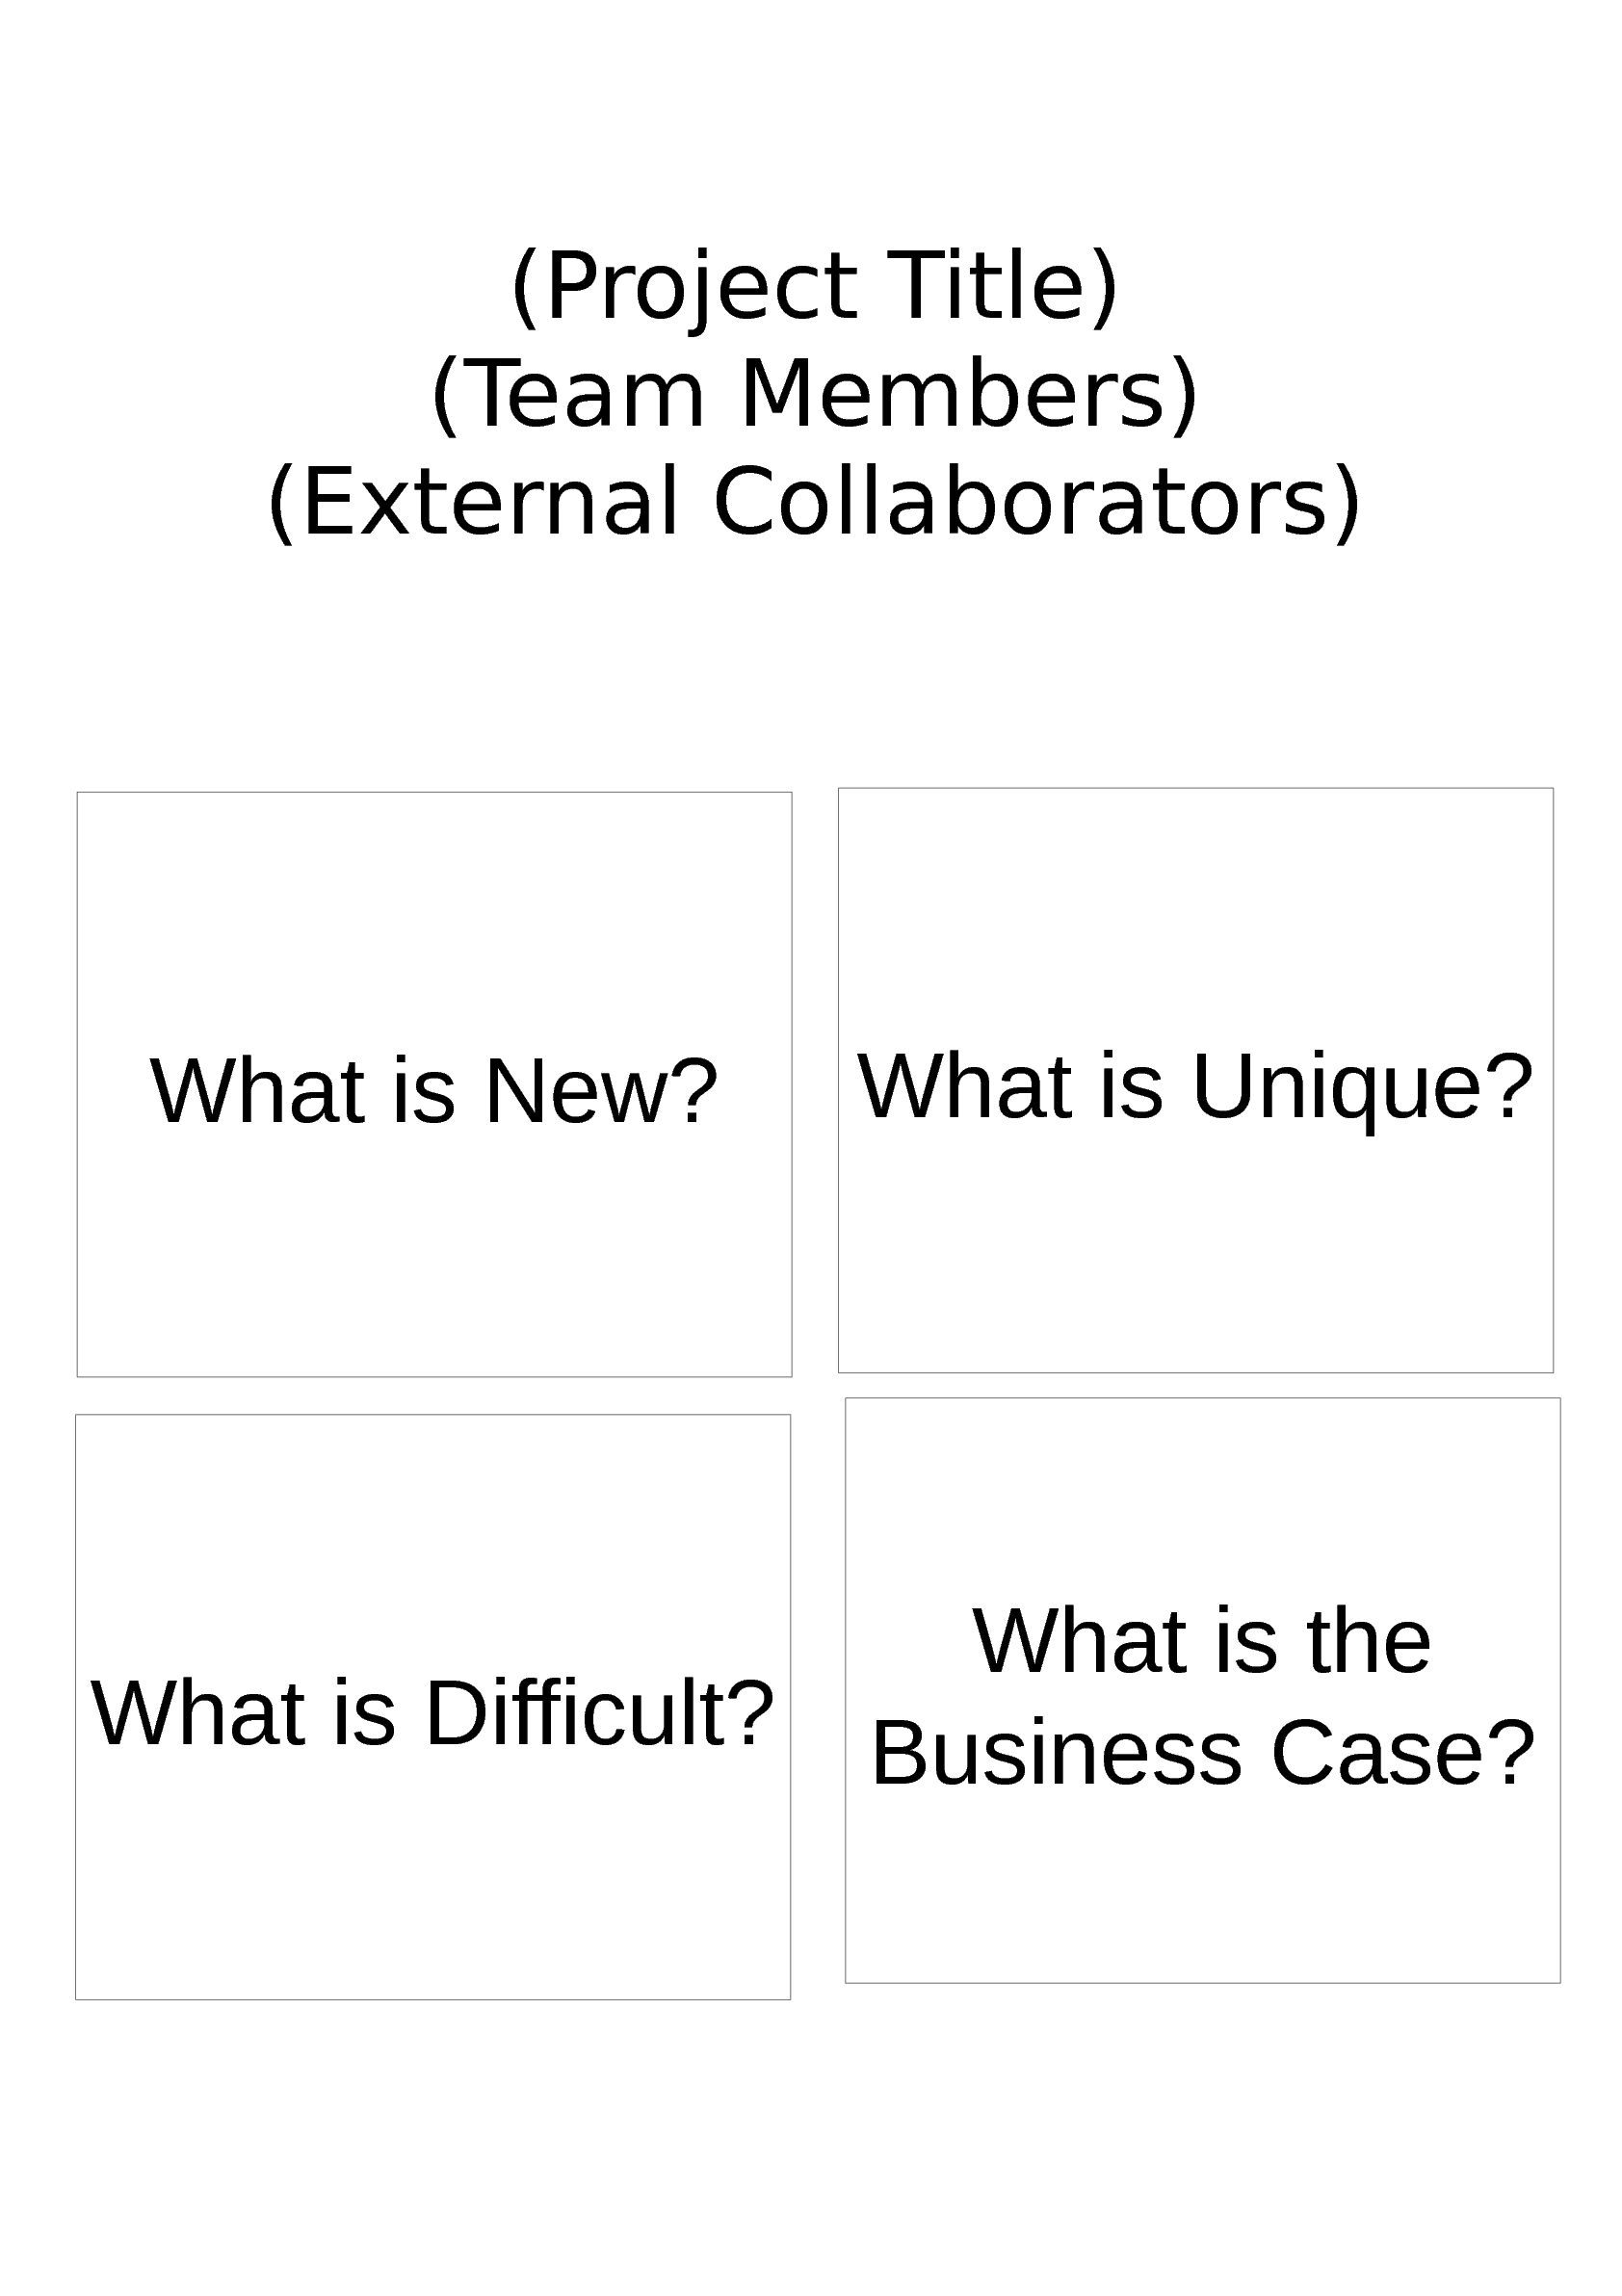 (Project Title)
(Team Members)
(External Collaborators)
What is New?
What is Unique?
What is Difficult?
What is the
Business Case?